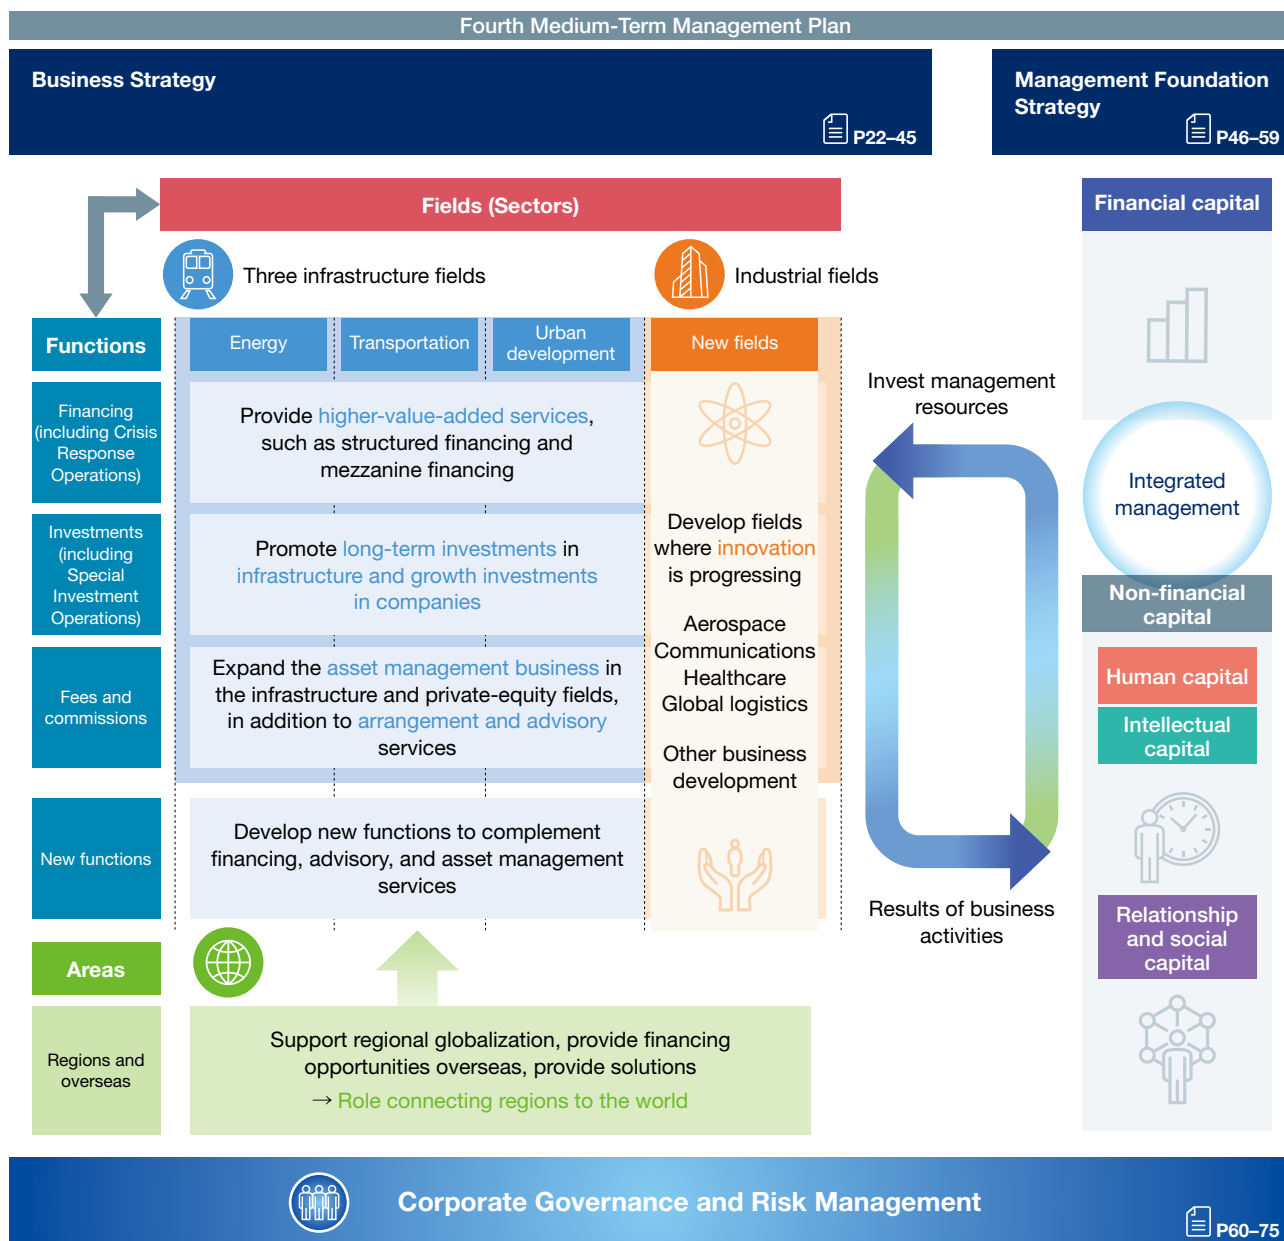 Fourth Medium-Term Management Plan
Business Strategy
P22–45
Management Foundation
Strategy
P46–59
Fields (Sectors)
Three infrastructure fields
Industrial fields
Functions
Energy
Transportation
Urban
development
New fields
Financing
(including Crisis
Response
Operations)
Provide higher-value-added services,
such as structured financing and
mezzanine financing
Investments
(including
Special
Investment
Operations)
Promote long-term investments in
infrastructure and growth investments
in companies
Fees and
commissions
Expand the asset management business in
the infrastructure and private-equity fields,
in addition to arrangement and advisory
services
New functions
Develop new functions to complement
financing, advisory, and asset management
services
Develop fields
where innovation
is progressing
Aerospace
Communications
Healthcare
Global logistics
Other business
development
Areas
Regions and
overseas
Support regional globalization, provide financing
opportunities overseas, provide solutions
→ Role connecting regions to the world
Invest management
resources
Results of business
activities
Financial capital
Integrated
management
Non-financial
capital
Human capital
Intellectual
capital
Relationship
and social
capital
Corporate Governance and Risk Management
P60–75